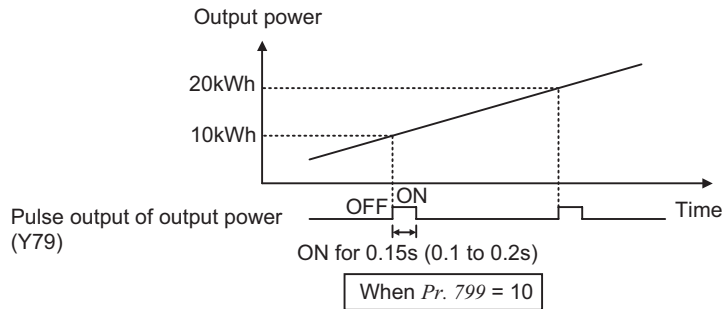 Output power
20kWh
10kWh
Time
OFF ON
Pulse output of output power
(Y79)
ON for 0.15s (0.1 to 0.2s)
When Pr. 799 = 10